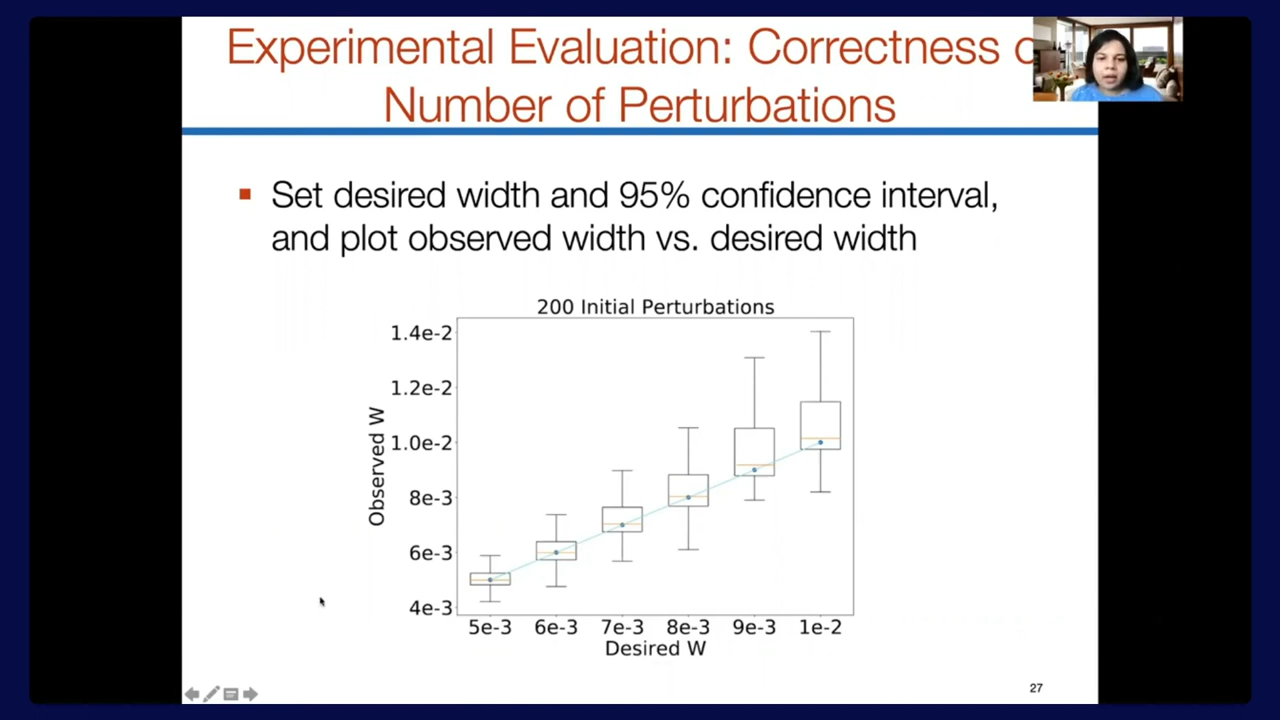 Experimental Evaluation: Correctness
Number of Perturbations
Set desired width and 95% confidence interval,
and plot observed width vs. desired width
200 Initial Perturbations
1.4e-2
1.2e-2
1.0e-2
8e-3
6e-3
4e-3
Observed W
5e-3 6e-3 7e-3 8e-3 9e-3 1e-2
Desired W
27